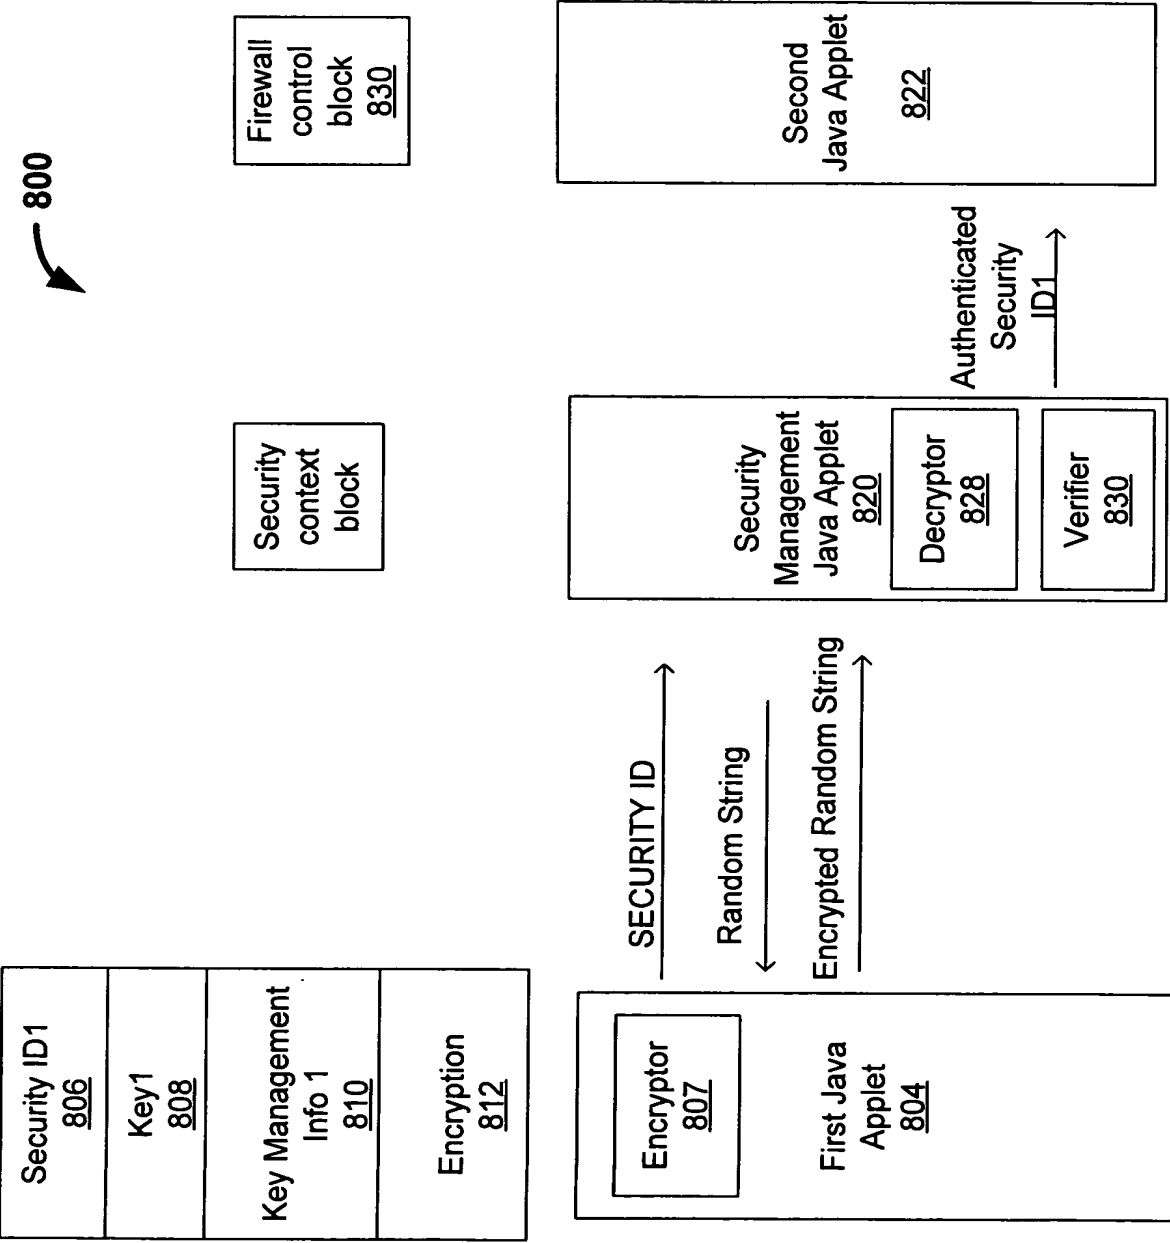 800
Security ID1
806
Key1
808
Key Management
Info 1
810
Encryption
812
Security
context
block
Firewall
control
block
830
Encryptor
807
First Java
Applet
804
SECURITY ID
Random String
Encrypted Random String
Security
Management
Java Applet
820
Decryptor
828
Verifier
830
Authenticated
Security
ID1
Second
Java Applet
822